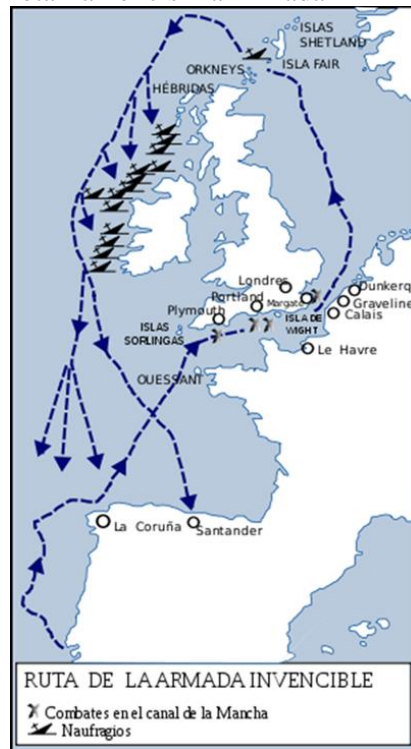 ISLAS
SHETLAND
ORKNEYS
ISLA FAIR
HÉBRIDAS
Londres
Portland
Margate
Plymouth
Dunkerq
Graveline
Calais
ISLAS
SORLINGAS
ISLA DE
WIGHT
Le Havre
OUESSANT
La Coruña
Santander
RUTA DE LA ARMADA INVENCIBLE
Combates en el canal de la Mancha
Naufragios